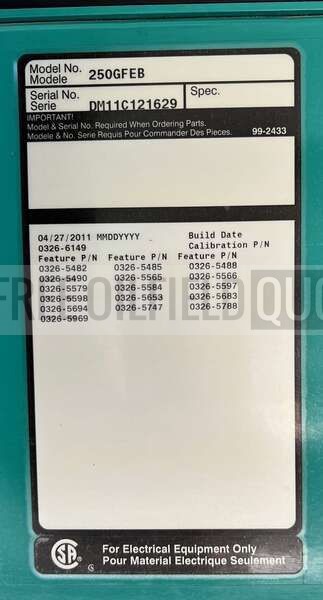 Model No.
Modele 250GFEB
Serial No.
Serie DM11C121629
Spec.
IMPORTANT!
Model & Serial No. Required When Ordering Parts.
Modele & No. Serie Requis Pour Commander Des Pieces. 99-2433
04/27/2011 MMDDYYYY Build Date
0326-6149 Calibration P/N
Feature P/N Feature P/N Feature P/N
0326-5482 0326-5485 0326-5488
0326-5490 0326-5565 0326-5566
0326-5579 0326-5584 0326-5597
0326-5598 0326-5653 0326-5683
0326-5694 0326-5747 0326-5788
0326-5969
FREEOILFIELDQUO
SA
For Electrical Equipment Only
Pour Material Electrique Seulement